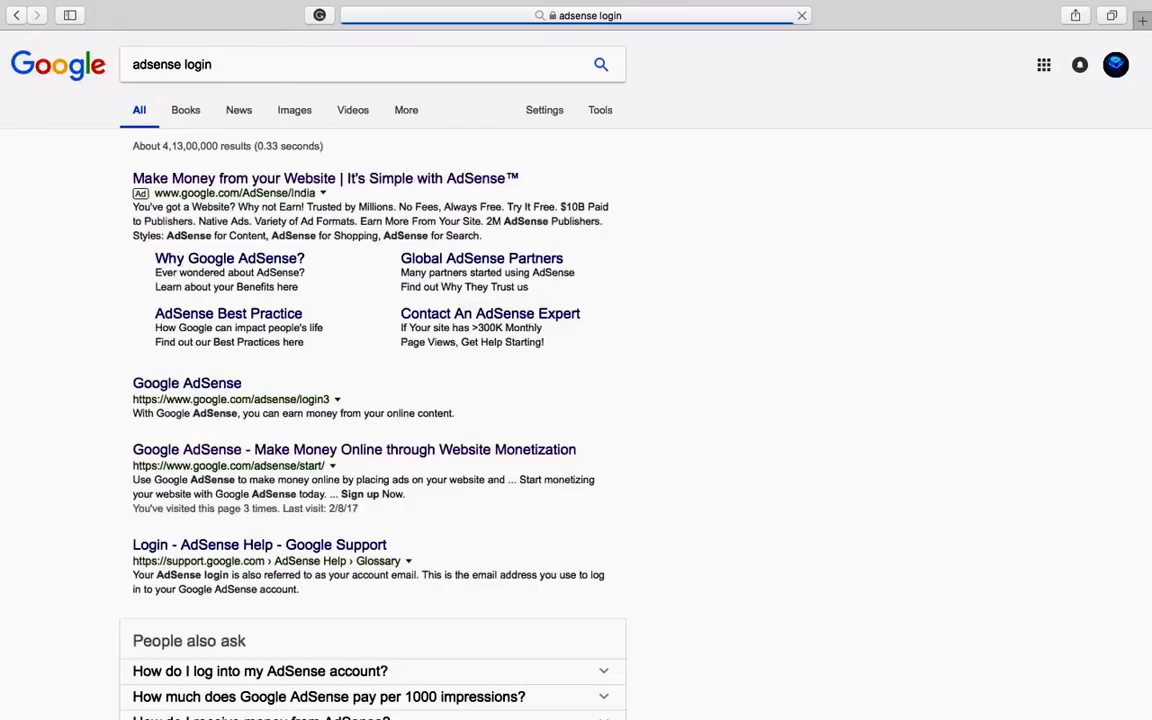 adsense login
Google
adsense login
All Books News Images Videos More Settings Tools
About 4,13,00,000 results (0.33 seconds)
Make Money from your Website | It's Simple with AdSense™
Ad www.google.com/AdSense/India
You've got a Website? Why not Earn! Trusted by Millions. No Fees, Always Free. Try It Free. $10B Paid
to Publishers. Native Ads. Variety of Ad Formats. Earn More From Your Site. 2M AdSense Publishers.
Styles: AdSense for Content, AdSense for Shopping, AdSense for Search.
Why Google AdSense?
Ever wondered about AdSense?
Learn about your Benefits here
Global AdSense Partners
Many partners started using AdSense
Find out Why They Trust us
AdSense Best Practice
How Google can impact people's life
Find out our Best Practices here
Contact An AdSense Expert
If Your site has >300K Monthly
Page Views, Get Help Starting!
Google AdSense
https://www.google.com/adsense/login3
With Google AdSense, you can earn money from your online content.
Google AdSense - Make Money Online through Website Monetization
https://www.google.com/adsense/start/
Use Google AdSense to make money online by placing ads on your website and ... Start monetizing
your website with Google AdSense today. ... Sign up Now.
You've visited this page 3 times. Last visit: 2/8/17
Login - AdSense Help - Google Support
https://support.google.com › AdSense Help › Glossary
Your AdSense login is also referred to as your account email. This is the email address you use to log
in to your Google AdSense account.
People also ask
How do I log into my AdSense account?
How much does Google AdSense pay per 1000 impressions?
How do I receive money from AdSense?